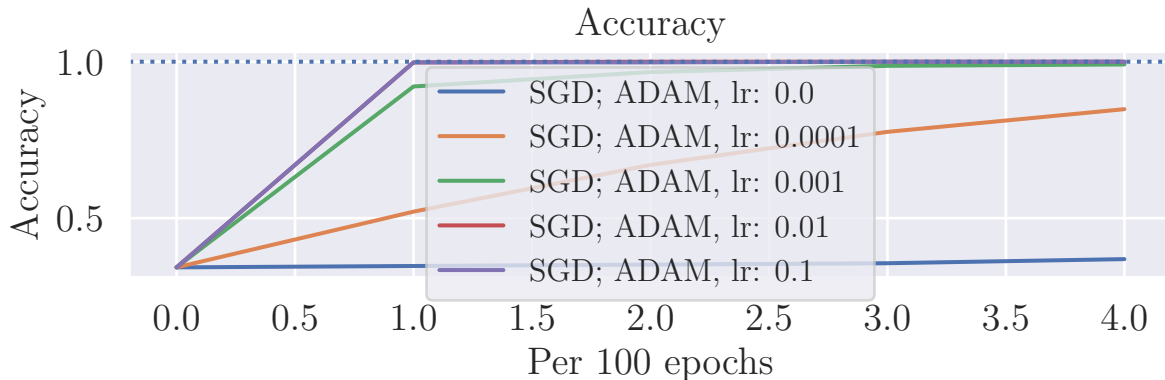 Accuracy
1.0
0.5
Accuracy
SGD; ADAM, lr: 0.0
SGD; ADAM, lr: 0.0001
SGD; ADAM, lr: 0.001
SGD; ADAM, lr: 0.01
SGD; ADAM, lr: 0.1
0.0 0.5 1.0 1.5 2.0 2.5 3.0 3.5 4.0
Per 100 epochs